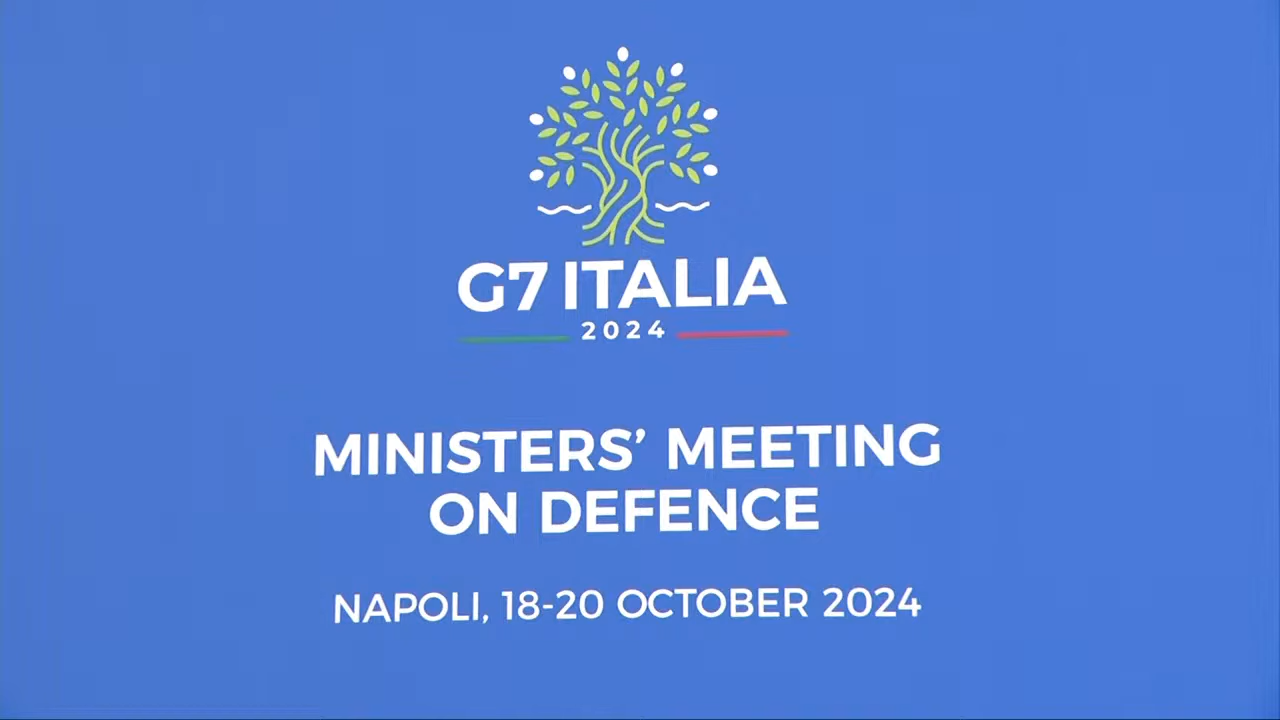 G7 ITALIA
2024
MINISTERS’ MEETING
ON DEFENCE
NAPOLI, 18-20 OCTOBER 2024